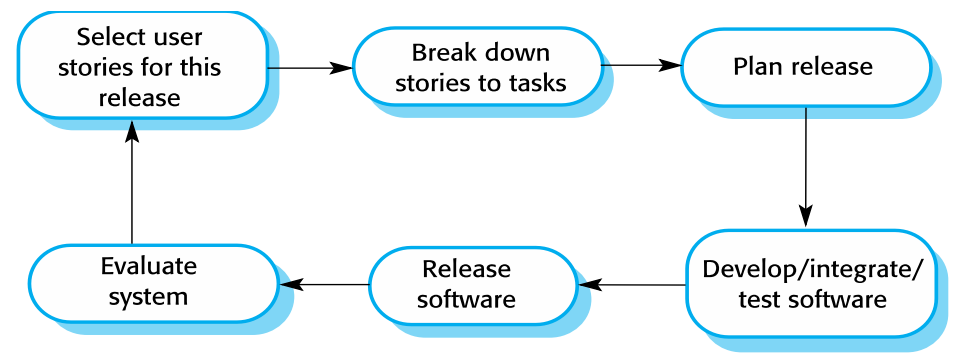 Select user
stories for this
release
Break down
stories to tasks
Plan release
Evaluate
system
Release
software
Develop/integrate/
test software